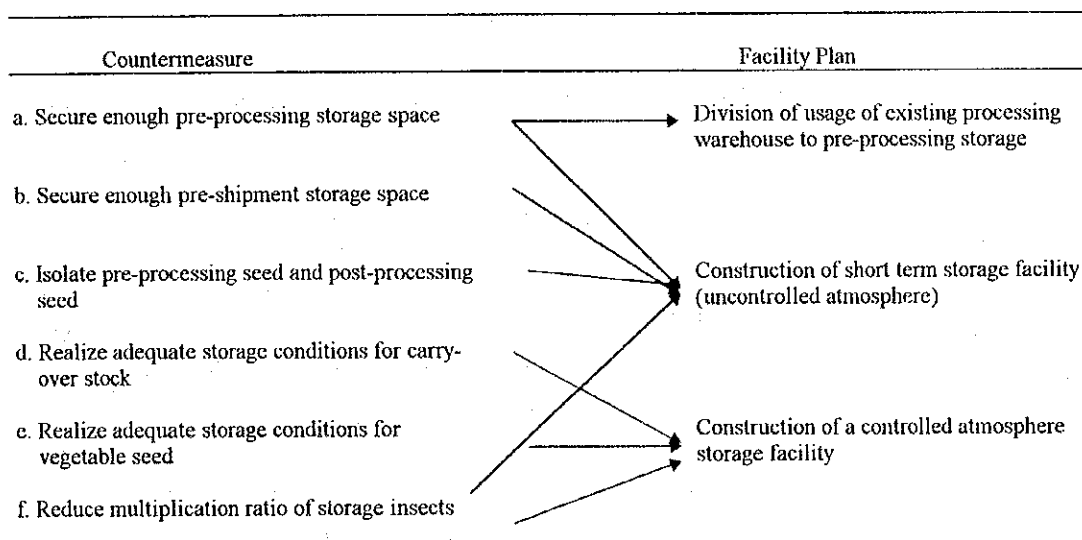 Countermeasure
Facility Plan
a. Secure enough pre-processing storage space
Division of usage of existing processing
warehouse to pre-processing storage
b. Secure enough pre-shipment storage space
c. Isolate pre-processing seed and post-processing
seed
Construction of short term storage facility
(uncontrolled atmosphere)
d. Realize adequate storage conditions for carry-
over stock
e. Realize adequate storage conditions for
vegetable seed
Construction of a controlled atmosphere
storage facility
f. Reduce multiplication ratio of storage insects